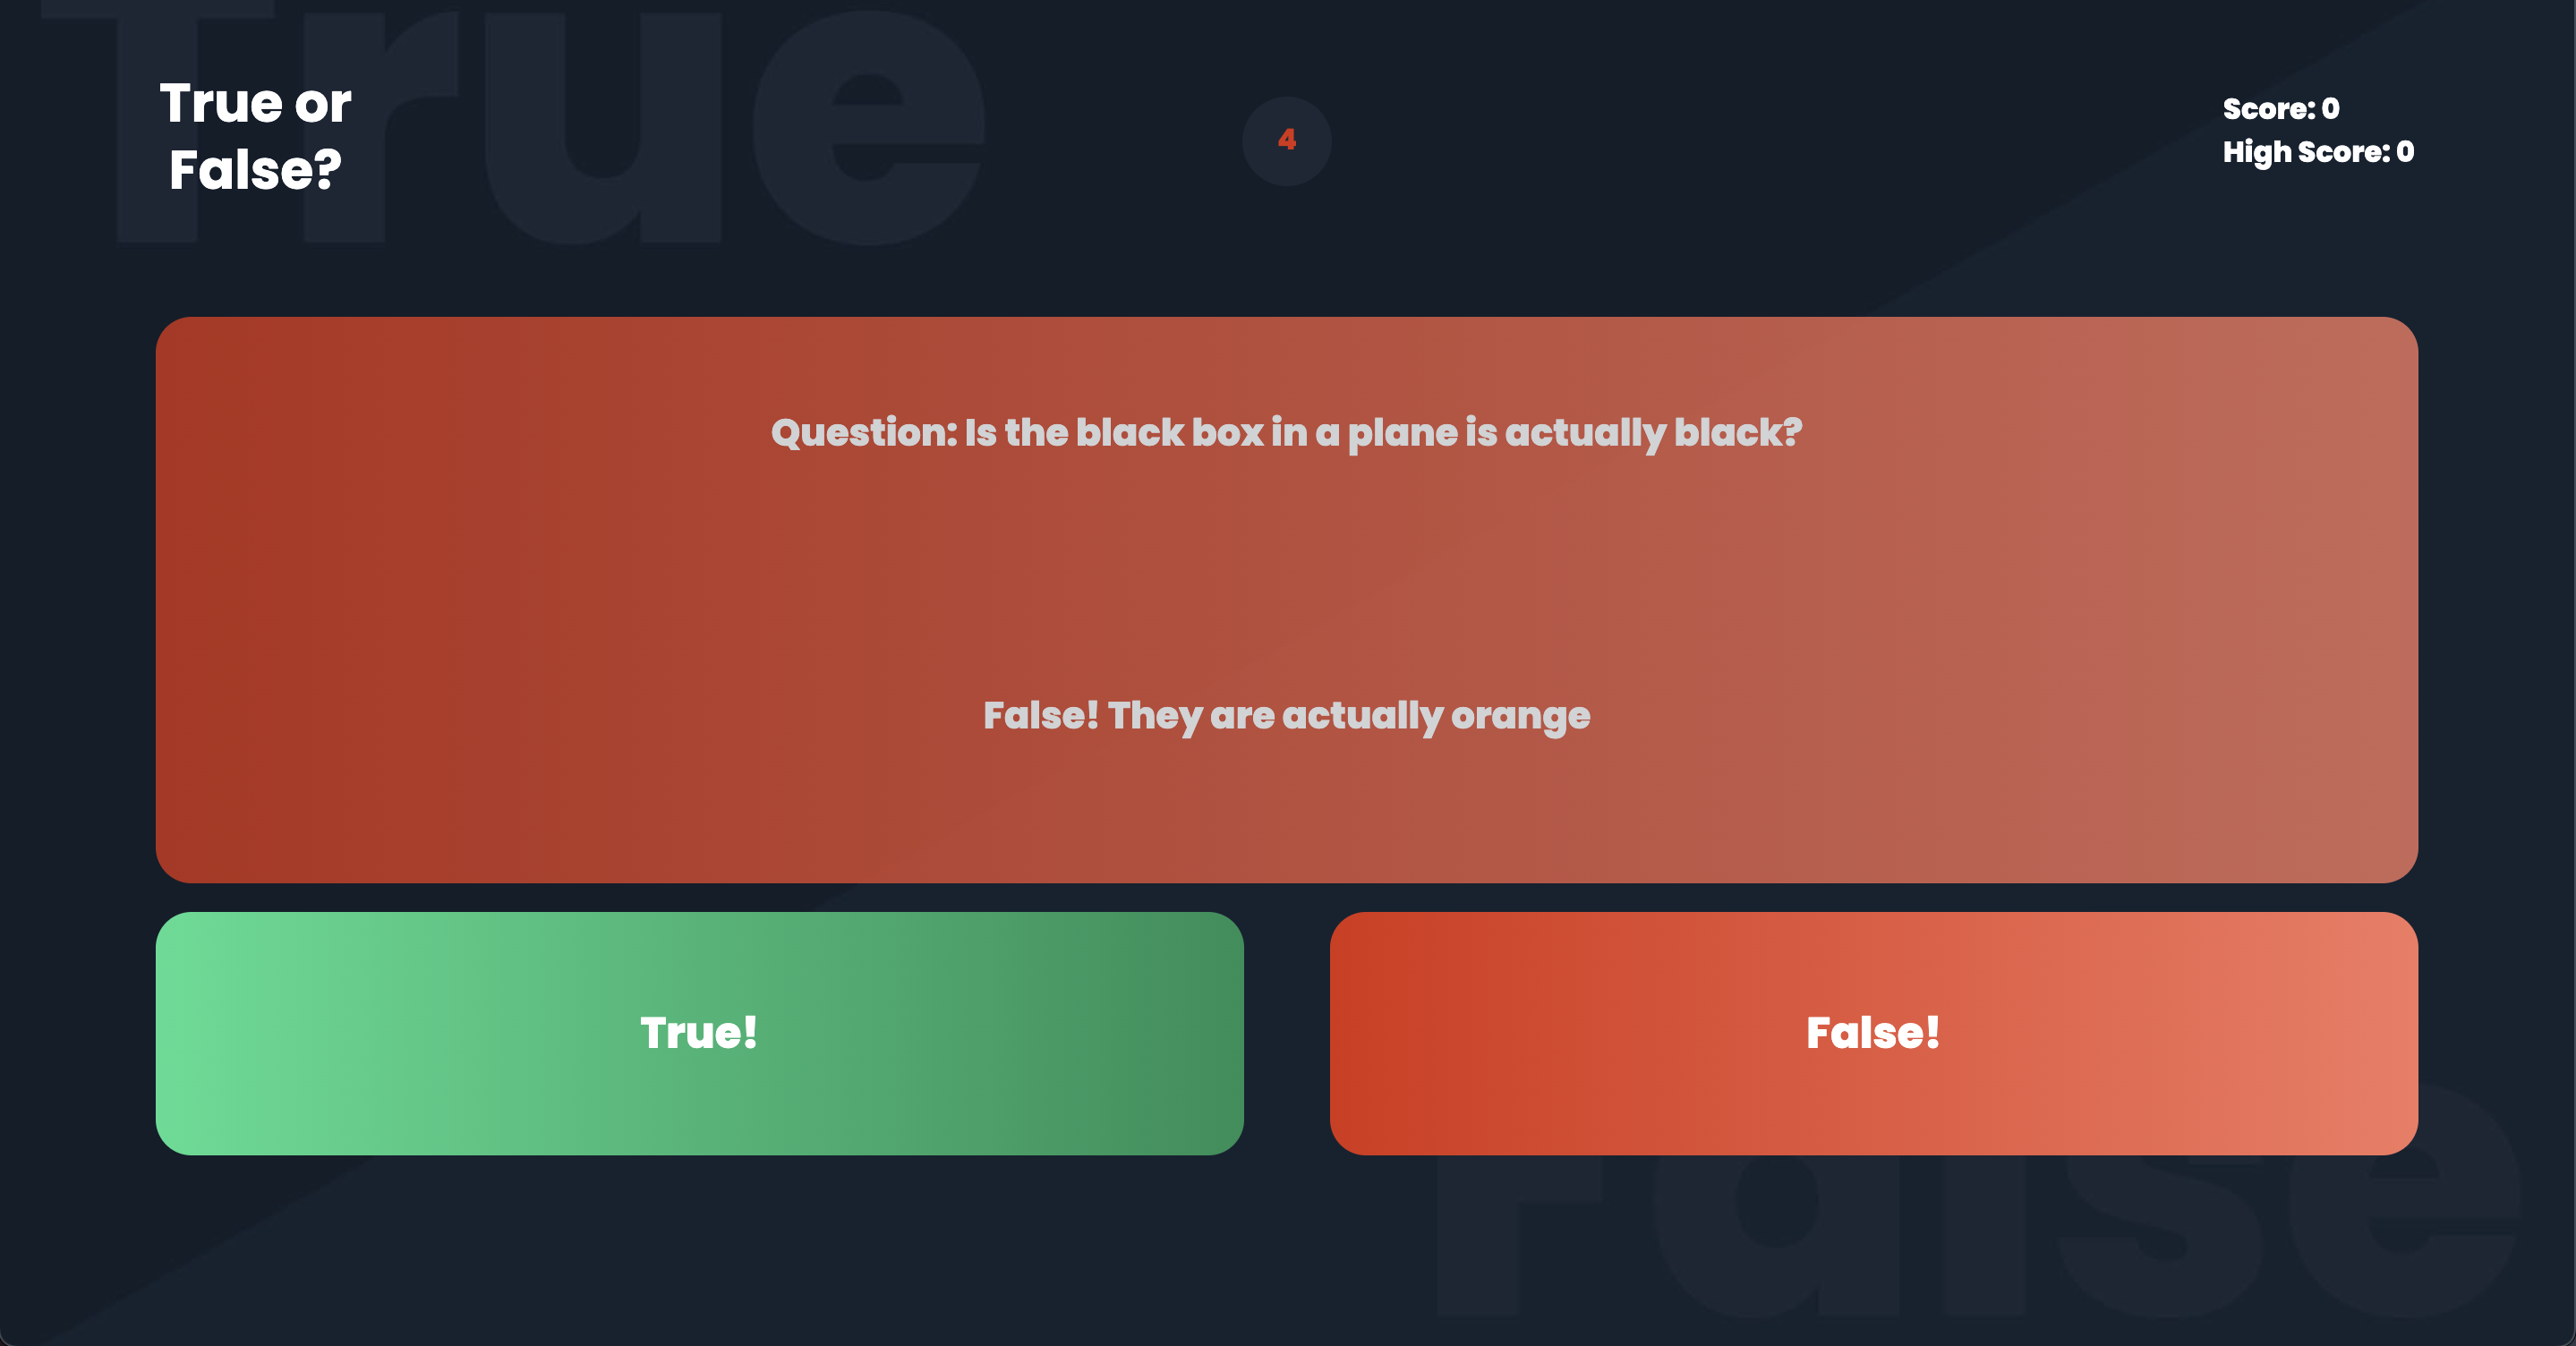 True
True or
False?
4
Score: 0
High Score: 0
Question: Is the black box in a plane is actually black?
False! They are actually orange
True!
False!
False